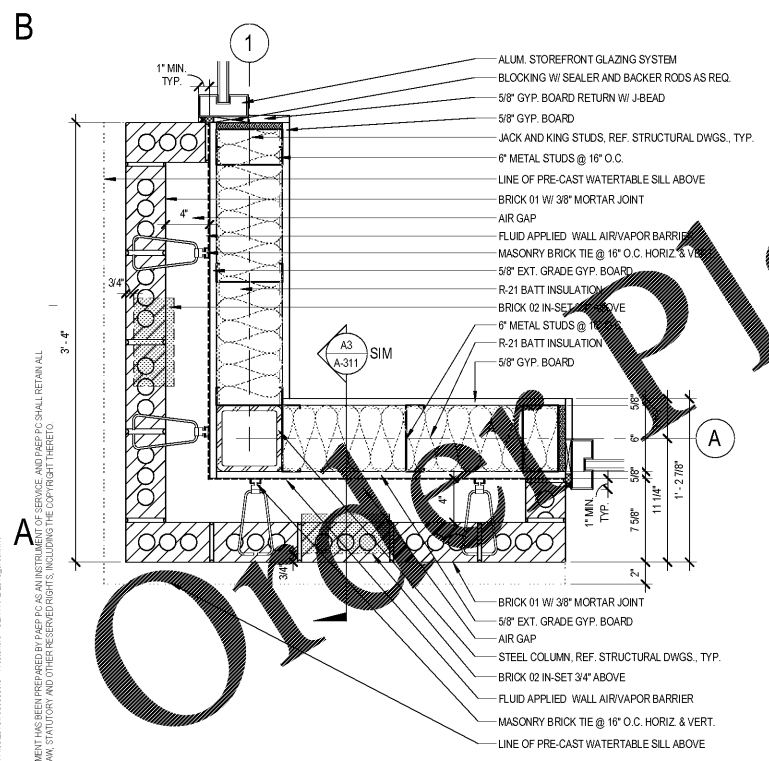 B
1
1" MIN.
TYP.
ALUM. STOREFRONT GLAZING SYSTEM
BLOCKING W/ SEALER AND BACKER RODS AS REQ.
5/8" GYP. BOARD RETURN W/ J-BEAD
5/8" GYP. BOARD
JACK AND KING STUDS, REF. STRUCTURAL DWGS., TYP.
6" METAL STUDS @ 16" O.C.
LINE OF PRE-CAST WATERTABLE SILL ABOVE
BRICK 01 W/ 3/8" MORTAR JOINT
4"
AIR GAP
FLUID APPLIED WALL AIR/VAPOR BARRIER
MASONRY BRICK TIE @ 16" O.C. HORIZ. & VERT.
5/8" EXT. GRADE GYP. BOARD
3/4"
R-21 BATT INSULATION
BRICK 02 IN-SET ABOVE
6" METAL STUDS @ O.C.
R-21 BATT INSULATION
5/8" GYP. BOARD
3' - 4"
A3
A-311
SIM
5/8"
6"
5/8"
A
4"
1" MIN.
TYP.
7 5/8"
11 1/4"
1' - 2 7/8"
2"
A
3/4"
BRICK 01 W/ 3/8" MORTAR JOINT
5/8" EXT. GRADE GYP. BOARD
AIR GAP
STEEL COLUMN, REF. STRUCTURAL DWGS., TYP.
BRICK 02 IN-SET 3/4" ABOVE
FLUID APPLIED WALL AIR/VAPOR BARRIER
MASONRY BRICK TIE @ 16" O.C. HORIZ. & VERT.
LINE OF PRE-CAST WATERTABLE SILL ABOVE
MENT HAS BEEN PREPARED BY PAEP PC AS AN INSTRUMENT OF SERVICE, AND PAEP PC SHALL RETAIN ALL
AW, STATUTORY AND OTHER RESERVED RIGHTS, INCLUDING THE COPYRIGHT THERETO.
Order Pl